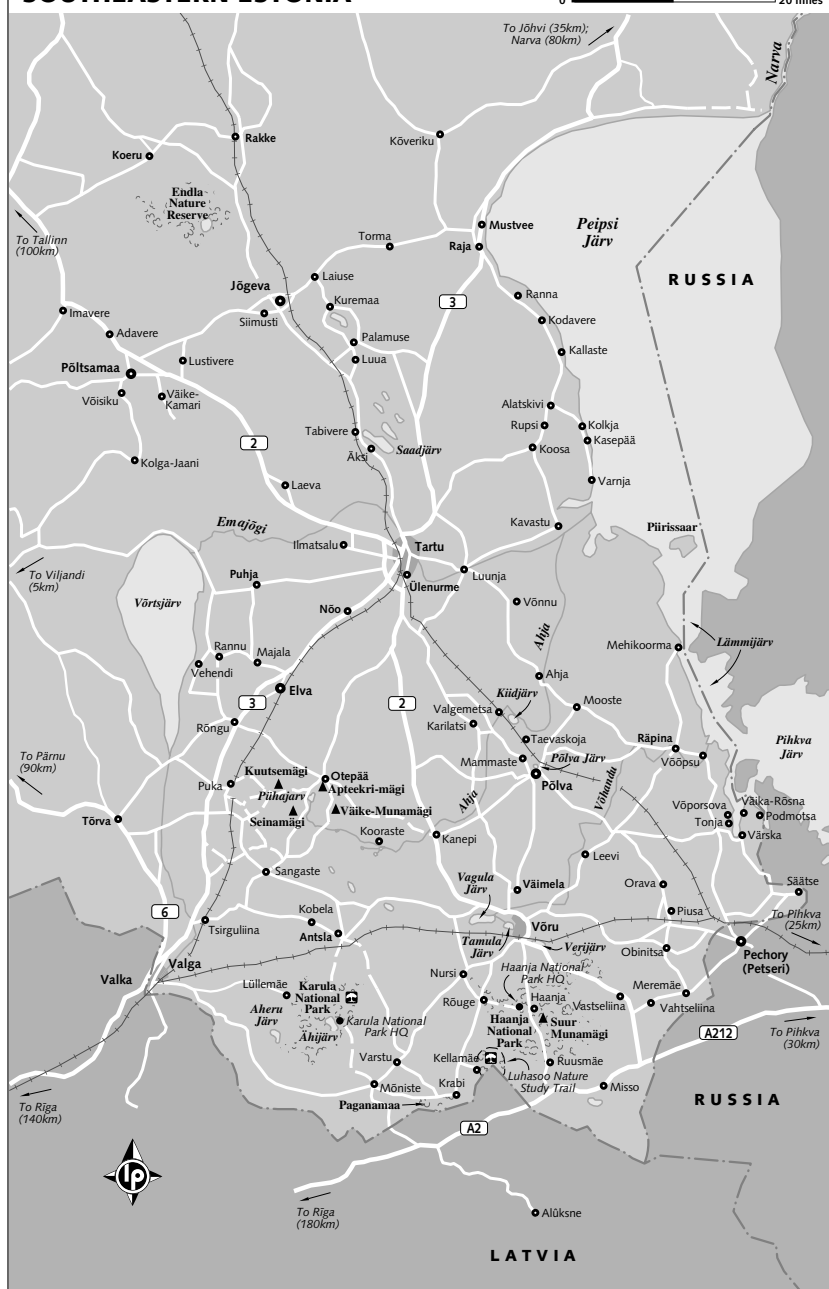 SOUTHEASTERN ESTONIA
0
20 miles
To Jõhvi (35km);
Narva (80km)
Narva
Rakke
Koeru
Kõveriku
Endla
Nature
Reserve
To Tallinn
(100km)
Mustvee
Peipsi
Järv
Torma
Raja
RUSSIA
Laiuse
Jõgeva
Ranna
Kuremaa
3
Imavere
Siimusti
Kodavere
Adavere
Palamuse
Kallaste
Lustivere
Luua
Põltsamaa
Võisiku
Väike-
Kamari
Alatskivi
Rupsi
Kolkja
Tabivere
Kasepää
2
Äksi
Saadjärv
Koosa
Kolga-Jaani
Varnja
Laeva
Emajõgi
Kavastu
Piirissaar
Ilmatsalu
Tartu
To Viljandi
(5km)
Puhja
Ülenurme
Luunja
Võrtsjärv
Võnnu
Nõo
Ahja
Mehikoorma
Lämmijärv
Rannu
Majala
Vehendi
Ahja
3
Elva
2
Kiidjärv
Valgemetsa
Mooste
Rõngu
Karilatsi
Taevaskoja
Räpina
Pihkva
Järv
To Pärnu
(90km)
Mammaste
Põlva Järv
Võõpsu
Kuutsemägi
Otepää
Puka
Pühajarv
Apteekri-mägi
Põlva
Võhandu
Ahja
Väike-Munamägi
Seinamägi
Võporsova
Väika-Rõsna
Tõrva
Tonja
Podmotsa
Kooraste
Kanepi
Värska
Leevi
Sangaste
Vagula
Järv
Väimela
Orava
Säätse
6
Kobela
Piusa
To Pihkva
(25km)
Tsirguliina
Antsla
Võru
Tamula
Järv
Verijärv
Obinitsa
Pechory
(Petseri)
Valga
Valka
Nursi
Haanja National
Park HQ
Lüllemäe
Karula
National
Park
Meremäe
Rõuge
Haanja
Vastseliina
Vahtseliina
Aheru
Järv
Karula National
Park HQ
Haanja
National
Park
Suur
Munamägi
A212
Ähijärv
To Pihkva
(30km)
Varstu
Kellamäe
Ruusmäe
Luhasoo Nature
Study Trail
Mõniste
Krabi
Misso
To Rīga
(140km)
Paganamaa
RUSSIA
A2
lp
To Rīga
(180km)
Alūksne
LATVIA